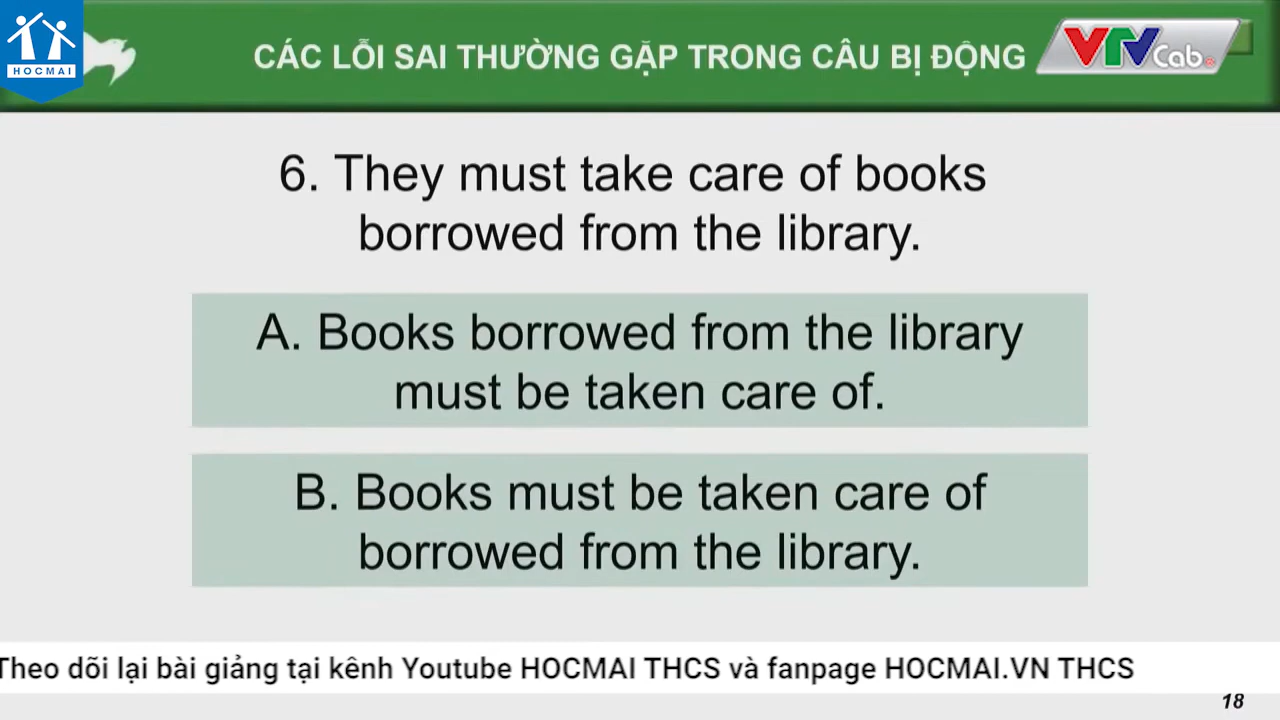 HOCMAI
CÁC LỖI SAI THƯỜNG GẶP TRONG CÂU BỊ ĐỘNG
VTV Cab
6. They must take care of books
borrowed from the library.
A. Books borrowed from the library
must be taken care of.
B. Books must be taken care of
borrowed from the library.
Theo dõi lại bài giảng tại kênh Youtube HOCMAI THCS và fanpage HOCMAI.VN THCS
18